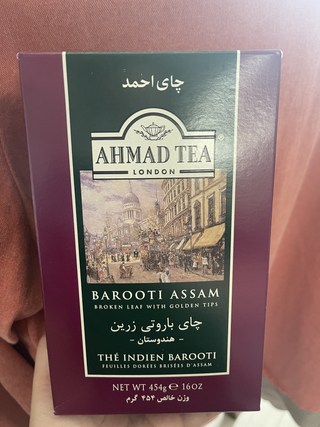 چای احمد
AHMAD TEA
LONDON
BAROOTI ASSAM
BROKEN LEAF WITH GOLDEN TIPS
چای باروتی زرین
- هندوستان -
THÉ INDIEN BAROOTI
FEUILLES DORÉES BRISÉES D'ASSAM
NET WT 454g ℮ 16OZ
وزن خالص ۴۵۴ گرم